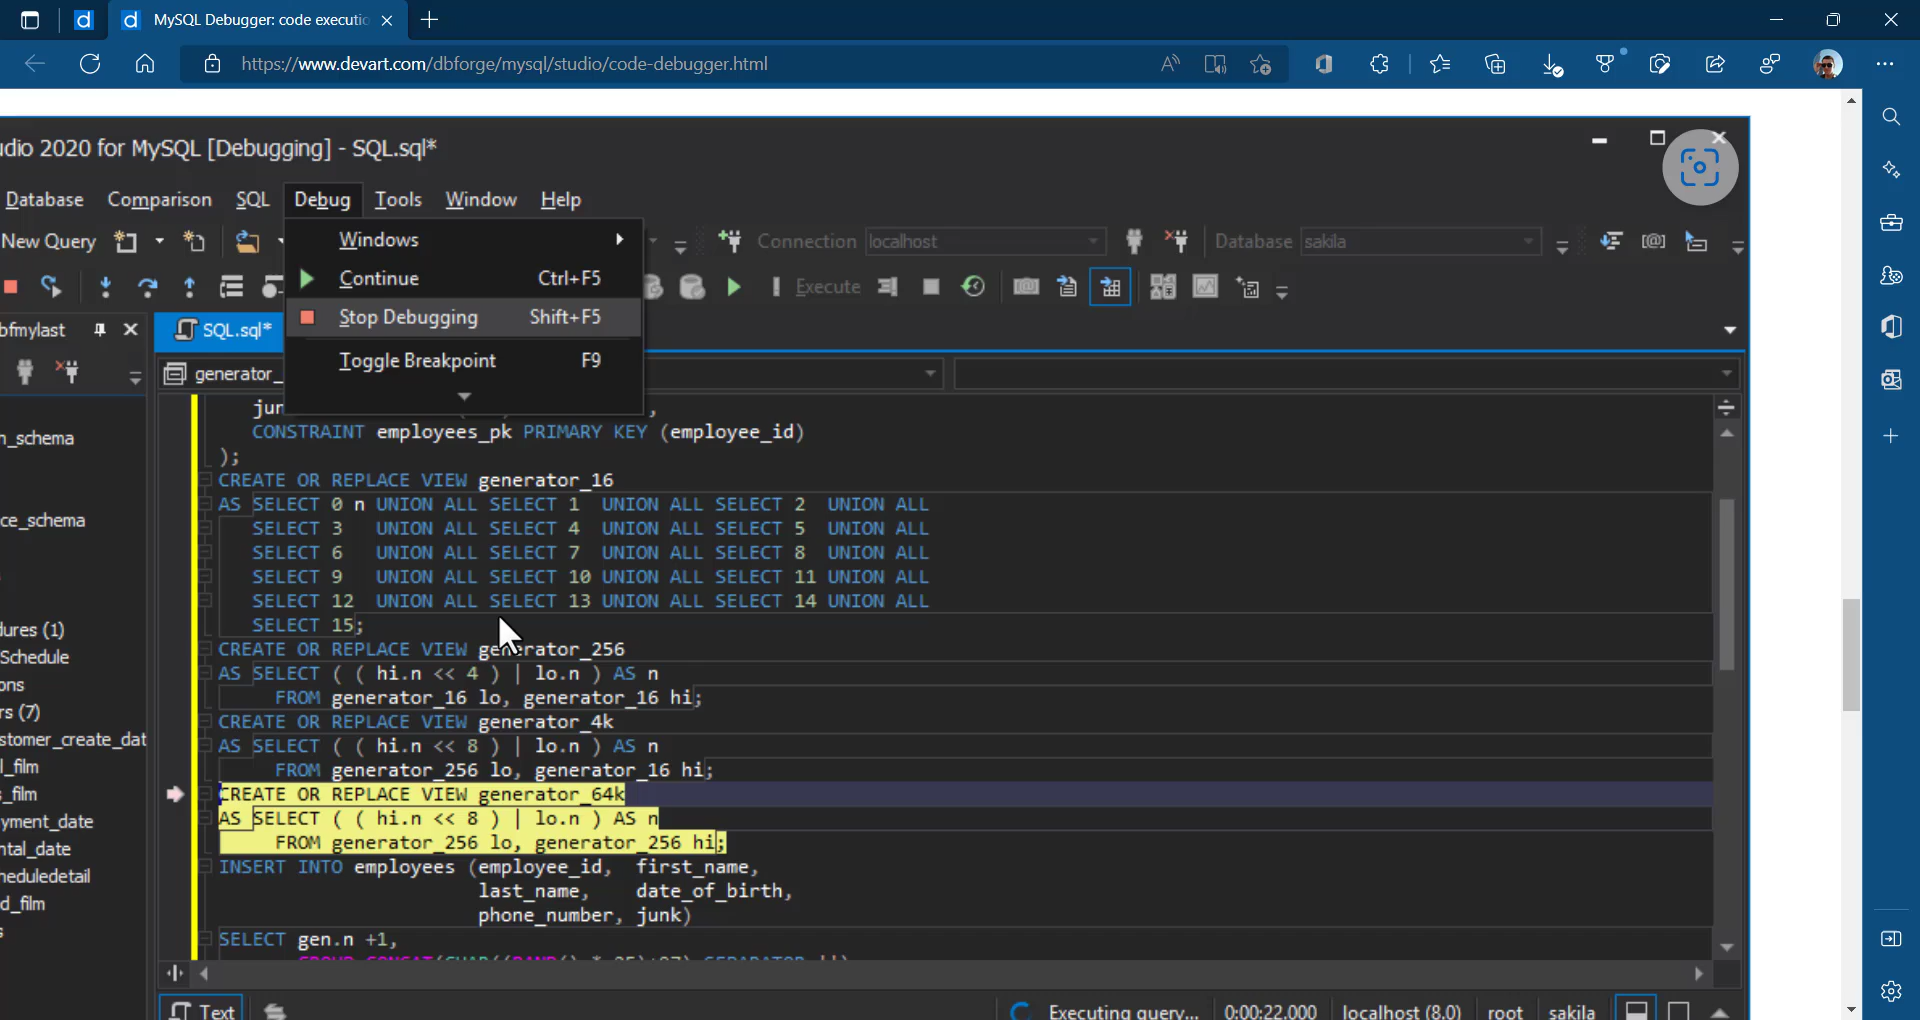 MySQL Debugger: code executio
https://www.devart.com/dbforge/mysql/studio/code-debugger.html
udio 2020 for MySQL [Debugging] - SQL.sql*
Database Comparison SQL Debug Tools Window Help
New Query
Connection localhost
Database sakila
Execute
Windows
Continue Ctrl+F5
Stop Debugging Shift+F5
Toggle Breakpoint F9
bfmylast
SQL.sql*
generator_
n_schema
ce_schema
dures (1)
Schedule
ons
rs (7)
stomer_create_dat
l_film
s_film
yment_date
ntal_date
heduledetail
d_film
s
jun ,
CONSTRAINT employees_pk PRIMARY KEY (employee_id)
);
CREATE OR REPLACE VIEW generator_16
AS SELECT 0 n UNION ALL SELECT 1 UNION ALL SELECT 2 UNION ALL
SELECT 3 UNION ALL SELECT 4 UNION ALL SELECT 5 UNION ALL
SELECT 6 UNION ALL SELECT 7 UNION ALL SELECT 8 UNION ALL
SELECT 9 UNION ALL SELECT 10 UNION ALL SELECT 11 UNION ALL
SELECT 12 UNION ALL SELECT 13 UNION ALL SELECT 14 UNION ALL
SELECT 15;
CREATE OR REPLACE VIEW generator_256
AS SELECT ( ( hi.n << 4 ) | lo.n ) AS n
FROM generator_16 lo, generator_16 hi;
CREATE OR REPLACE VIEW generator_4k
AS SELECT ( ( hi.n << 8 ) | lo.n ) AS n
FROM generator_256 lo, generator_16 hi;
CREATE OR REPLACE VIEW generator_64k
AS SELECT ( ( hi.n << 8 ) | lo.n ) AS n
FROM generator_256 lo, generator_256 hi;
INSERT INTO employees (employee_id, first_name,
last_name, date_of_birth,
phone_number, junk)
SELECT gen.n +1,
Text
Executing query... 0:00:22.000 localhost (8.0) root sakila